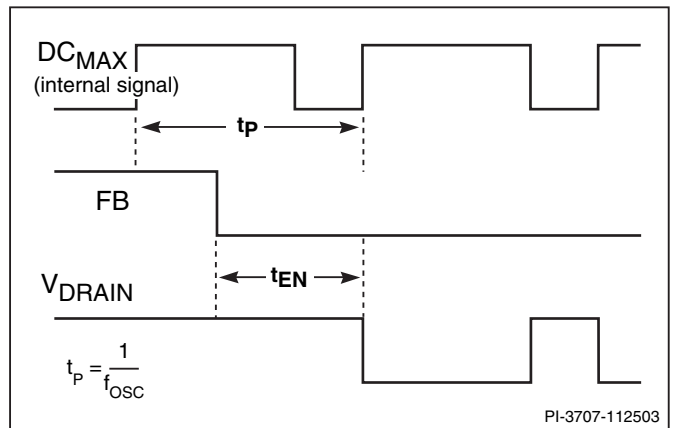 DCMAX
(internal signal)
tP
FB
tEN
VDRAIN
tP = 1/fOSC
PI-3707-112503